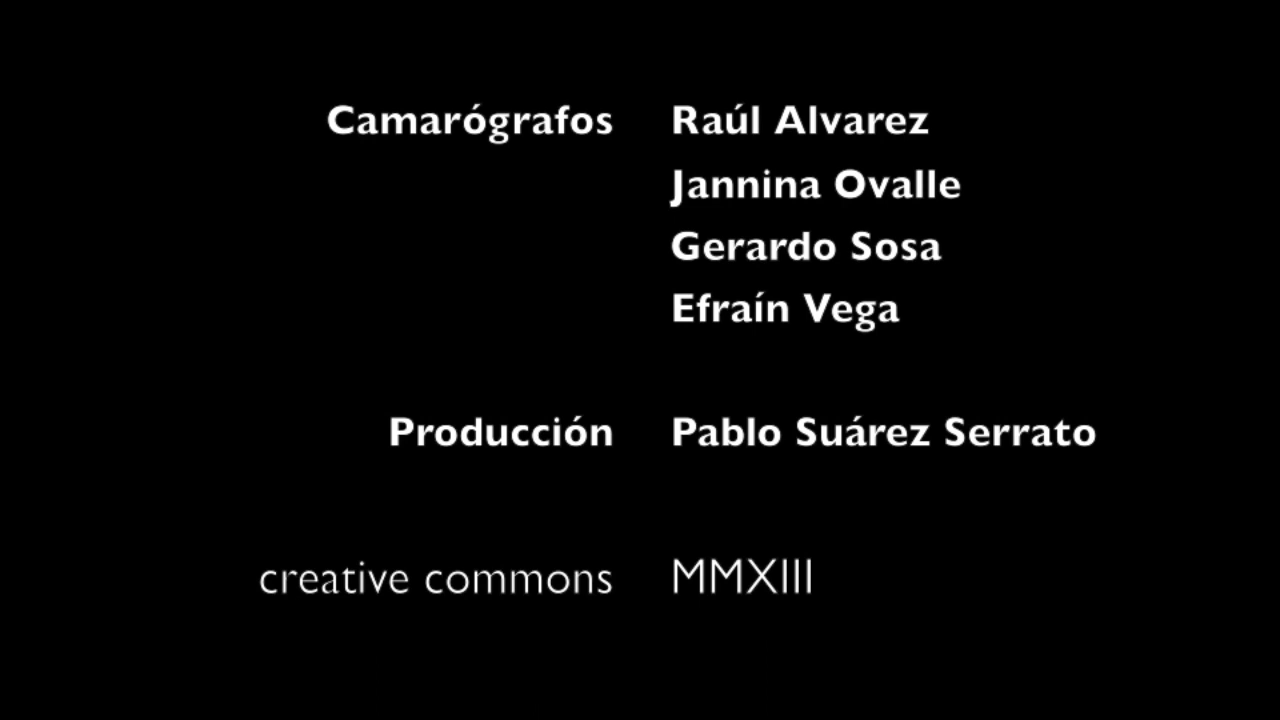 Camarógrafos Raúl Alvarez
Jannina Ovalle
Gerardo Sosa
Efraín Vega
Producción Pablo Suárez Serrato
creative commons MMXIII